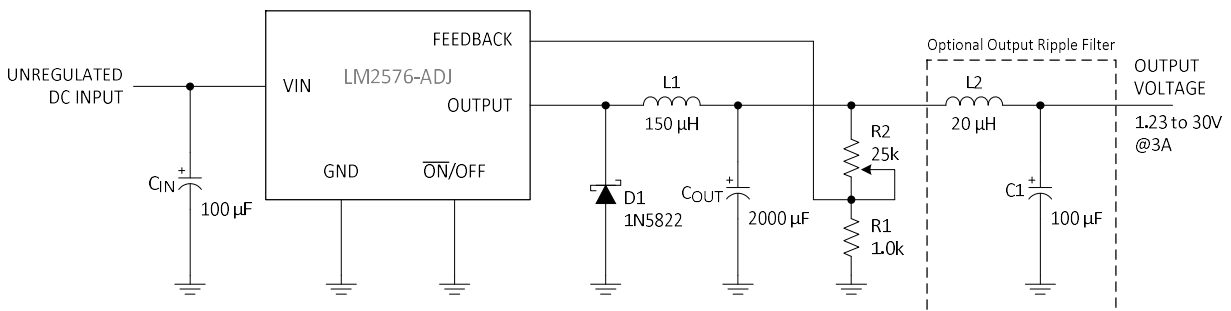 UNREGULATED
DC INPUT
CIN
100 µF
VIN
LM2576-ADJ
FEEDBACK
OUTPUT
GND
ON/OFF
D1
1N5822
L1
150 µH
COUT
2000 µF
R2
25k
R1
1.0k
Optional Output Ripple Filter
L2
20 µH
C1
100 µF
OUTPUT
VOLTAGE
1.23 to 30V
@3A
+
+
+